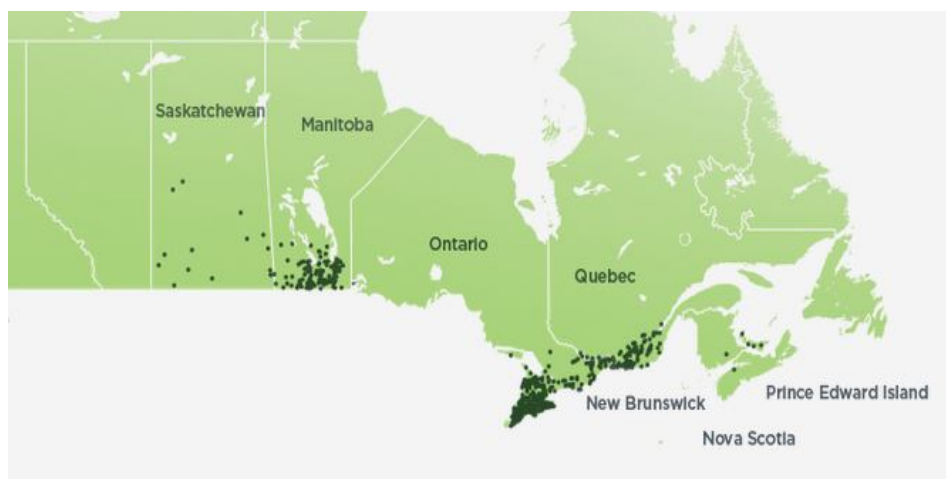 Saskatchewan
Manitoba
Ontario
Quebec
New Brunswick
Prince Edward Island
Nova Scotia